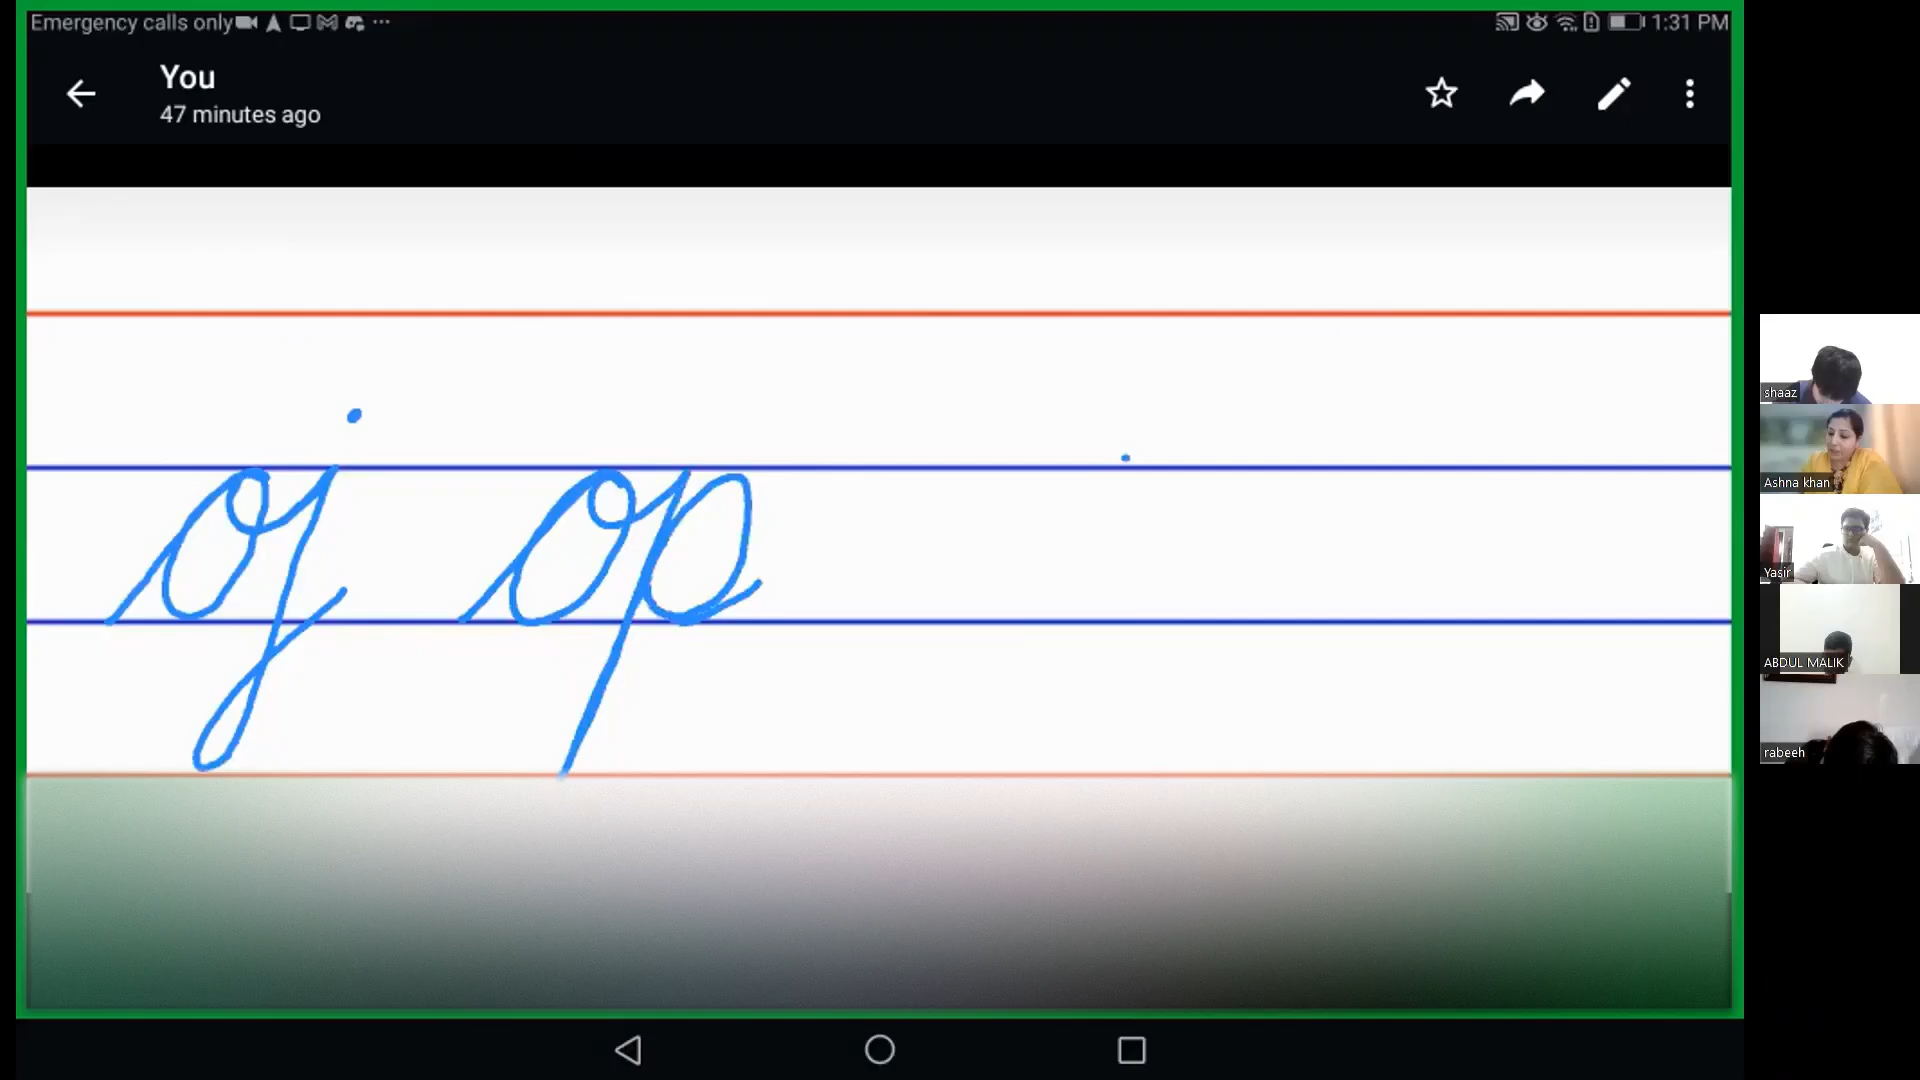 Emergency calls only ... 1:31 PM
You
47 minutes ago
oj op
shaaz
Ashna khan
Yasir
ABDUL MALIK
rabeeh